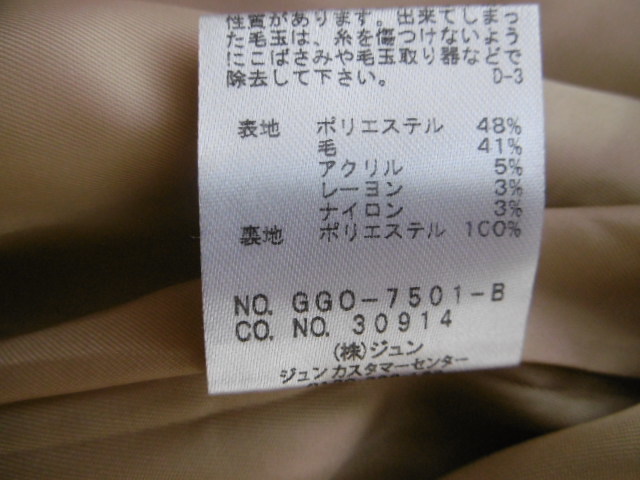 性質があります。出来てしまっ
た毛玉は、糸を傷つけないよう
にこばさみや毛玉取り器などで
除去して下さい。 D-3
表地 ポリエステル 48%
毛 41%
アクリル 5%
レーヨン 3%
ナイロン 3%
裏地 ポリエステル 100%
NO. GGO-7501-B
CO. NO. 30914
(株)ジュン
ジュンカスタマーセンター